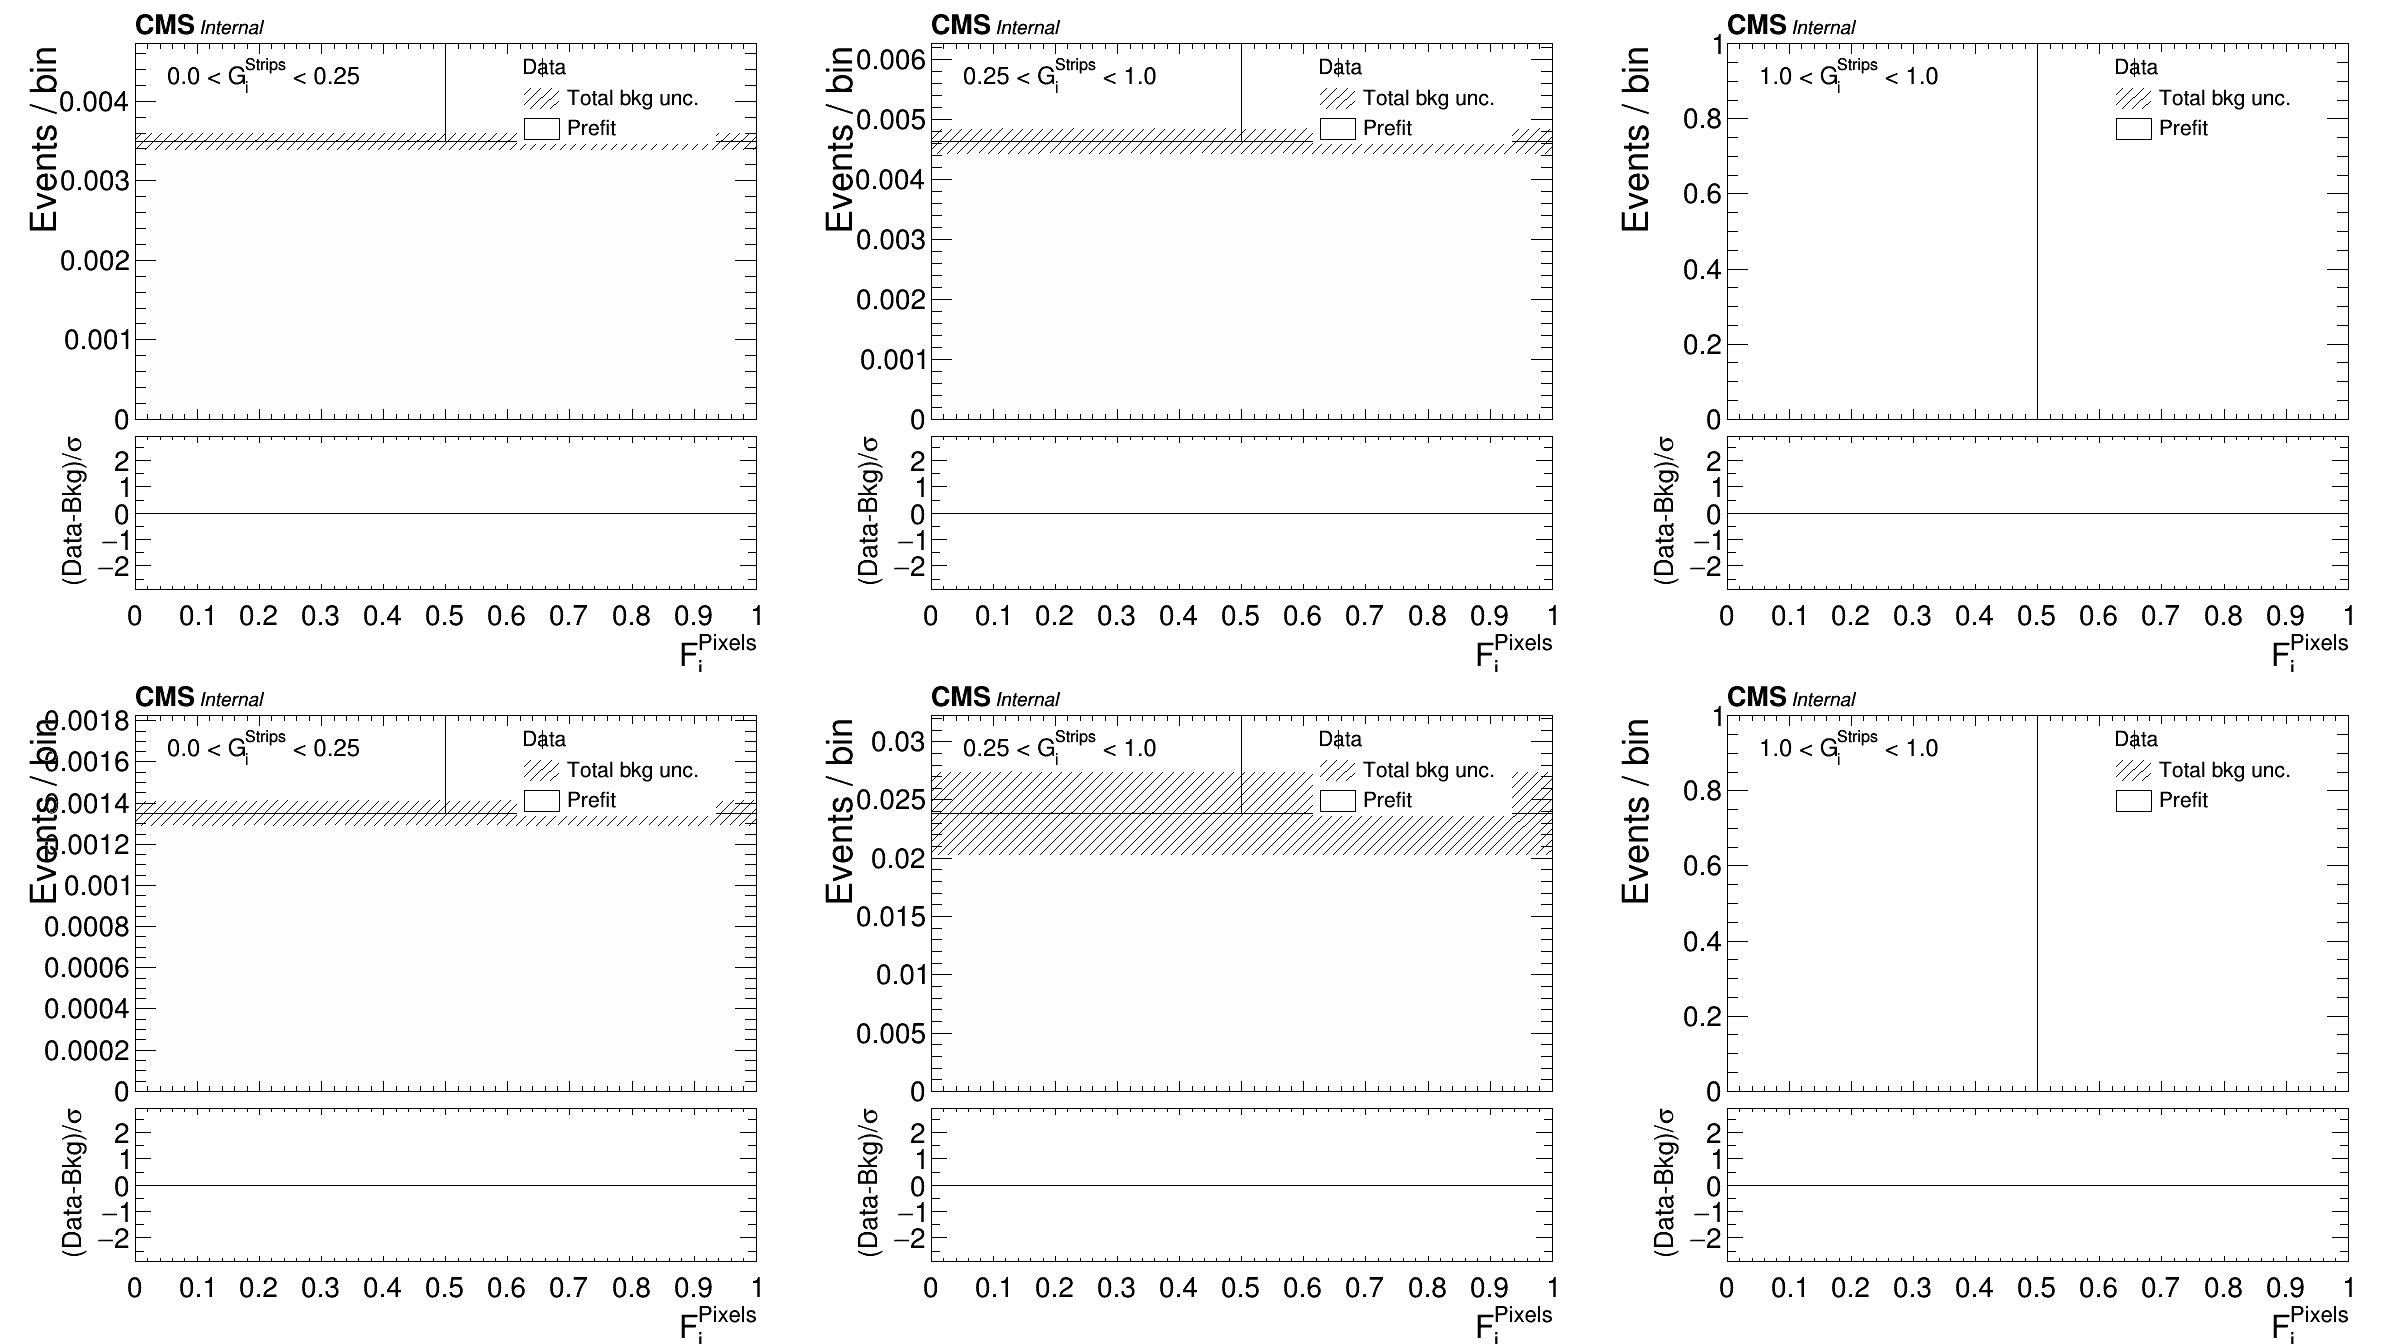 CMS Internal
Events / bin
0.0 < G_i^Strips < 0.25
Data
Total bkg unc.
Prefit
0.004
0.003
0.002
0.001
0
(Data-Bkg)/σ
2
1
0
−1
−2
0 0.1 0.2 0.3 0.4 0.5 0.6 0.7 0.8 0.9 1
F_i^Pixels
CMS Internal
Events / bin
0.25 < G_i^Strips < 1.0
Data
Total bkg unc.
Prefit
0.006
0.005
0.004
0.003
0.002
0.001
0
(Data-Bkg)/σ
2
1
0
−1
−2
0 0.1 0.2 0.3 0.4 0.5 0.6 0.7 0.8 0.9 1
F_i^Pixels
CMS Internal
Events / bin
1.0 < G_i^Strips < 1.0
Data
Total bkg unc.
Prefit
1
0.8
0.6
0.4
0.2
0
(Data-Bkg)/σ
2
1
0
−1
−2
0 0.1 0.2 0.3 0.4 0.5 0.6 0.7 0.8 0.9 1
F_i^Pixels
CMS Internal
Events / bin
0.0 < G_i^Strips < 0.25
Data
Total bkg unc.
Prefit
0.0018
0.0016
0.0014
0.0012
0.001
0.0008
0.0006
0.0004
0.0002
0
(Data-Bkg)/σ
2
1
0
−1
−2
0 0.1 0.2 0.3 0.4 0.5 0.6 0.7 0.8 0.9 1
F_i^Pixels
CMS Internal
Events / bin
0.25 < G_i^Strips < 1.0
Data
Total bkg unc.
Prefit
0.03
0.025
0.02
0.015
0.01
0.005
0
(Data-Bkg)/σ
2
1
0
−1
−2
0 0.1 0.2 0.3 0.4 0.5 0.6 0.7 0.8 0.9 1
F_i^Pixels
CMS Internal
Events / bin
1.0 < G_i^Strips < 1.0
Data
Total bkg unc.
Prefit
1
0.8
0.6
0.4
0.2
0
(Data-Bkg)/σ
2
1
0
−1
−2
0 0.1 0.2 0.3 0.4 0.5 0.6 0.7 0.8 0.9 1
F_i^Pixels